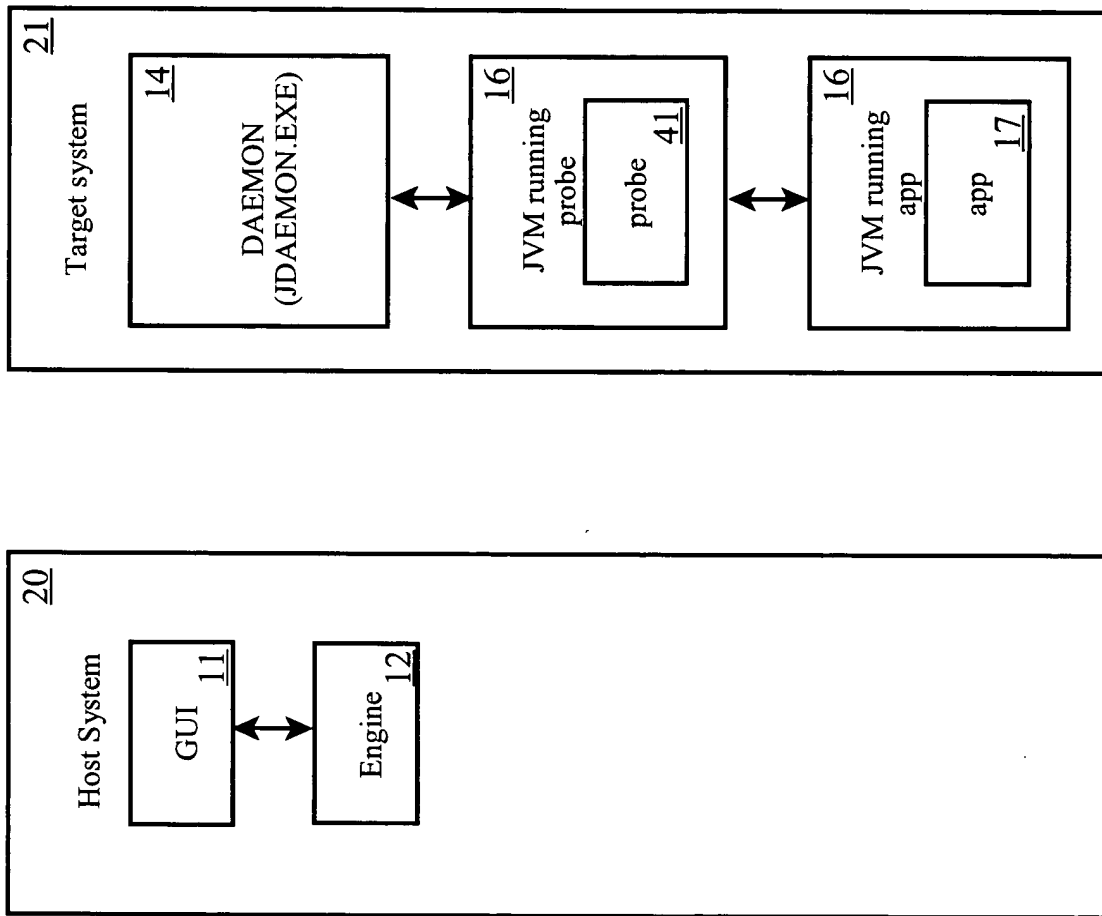 Host System
20
GUI
11
Engine
12
Target system
21
DAEMON
(JDAEMON.EXE)
14
JVM running
probe
16
probe
41
JVM running
app
16
app
17